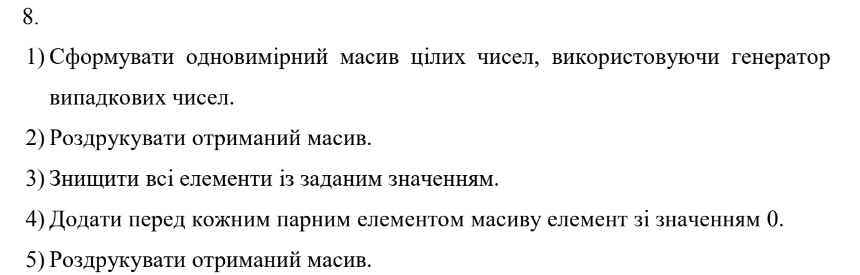 8.
1) Сформувати одновимірний масив цілих чисел, використовуючи генератор
випадкових чисел.
2) Роздрукувати отриманий масив.
3) Знищити всі елементи із заданим значенням.
4) Додати перед кожним парним елементом масиву елемент зі значенням 0.
5) Роздрукувати отриманий масив.